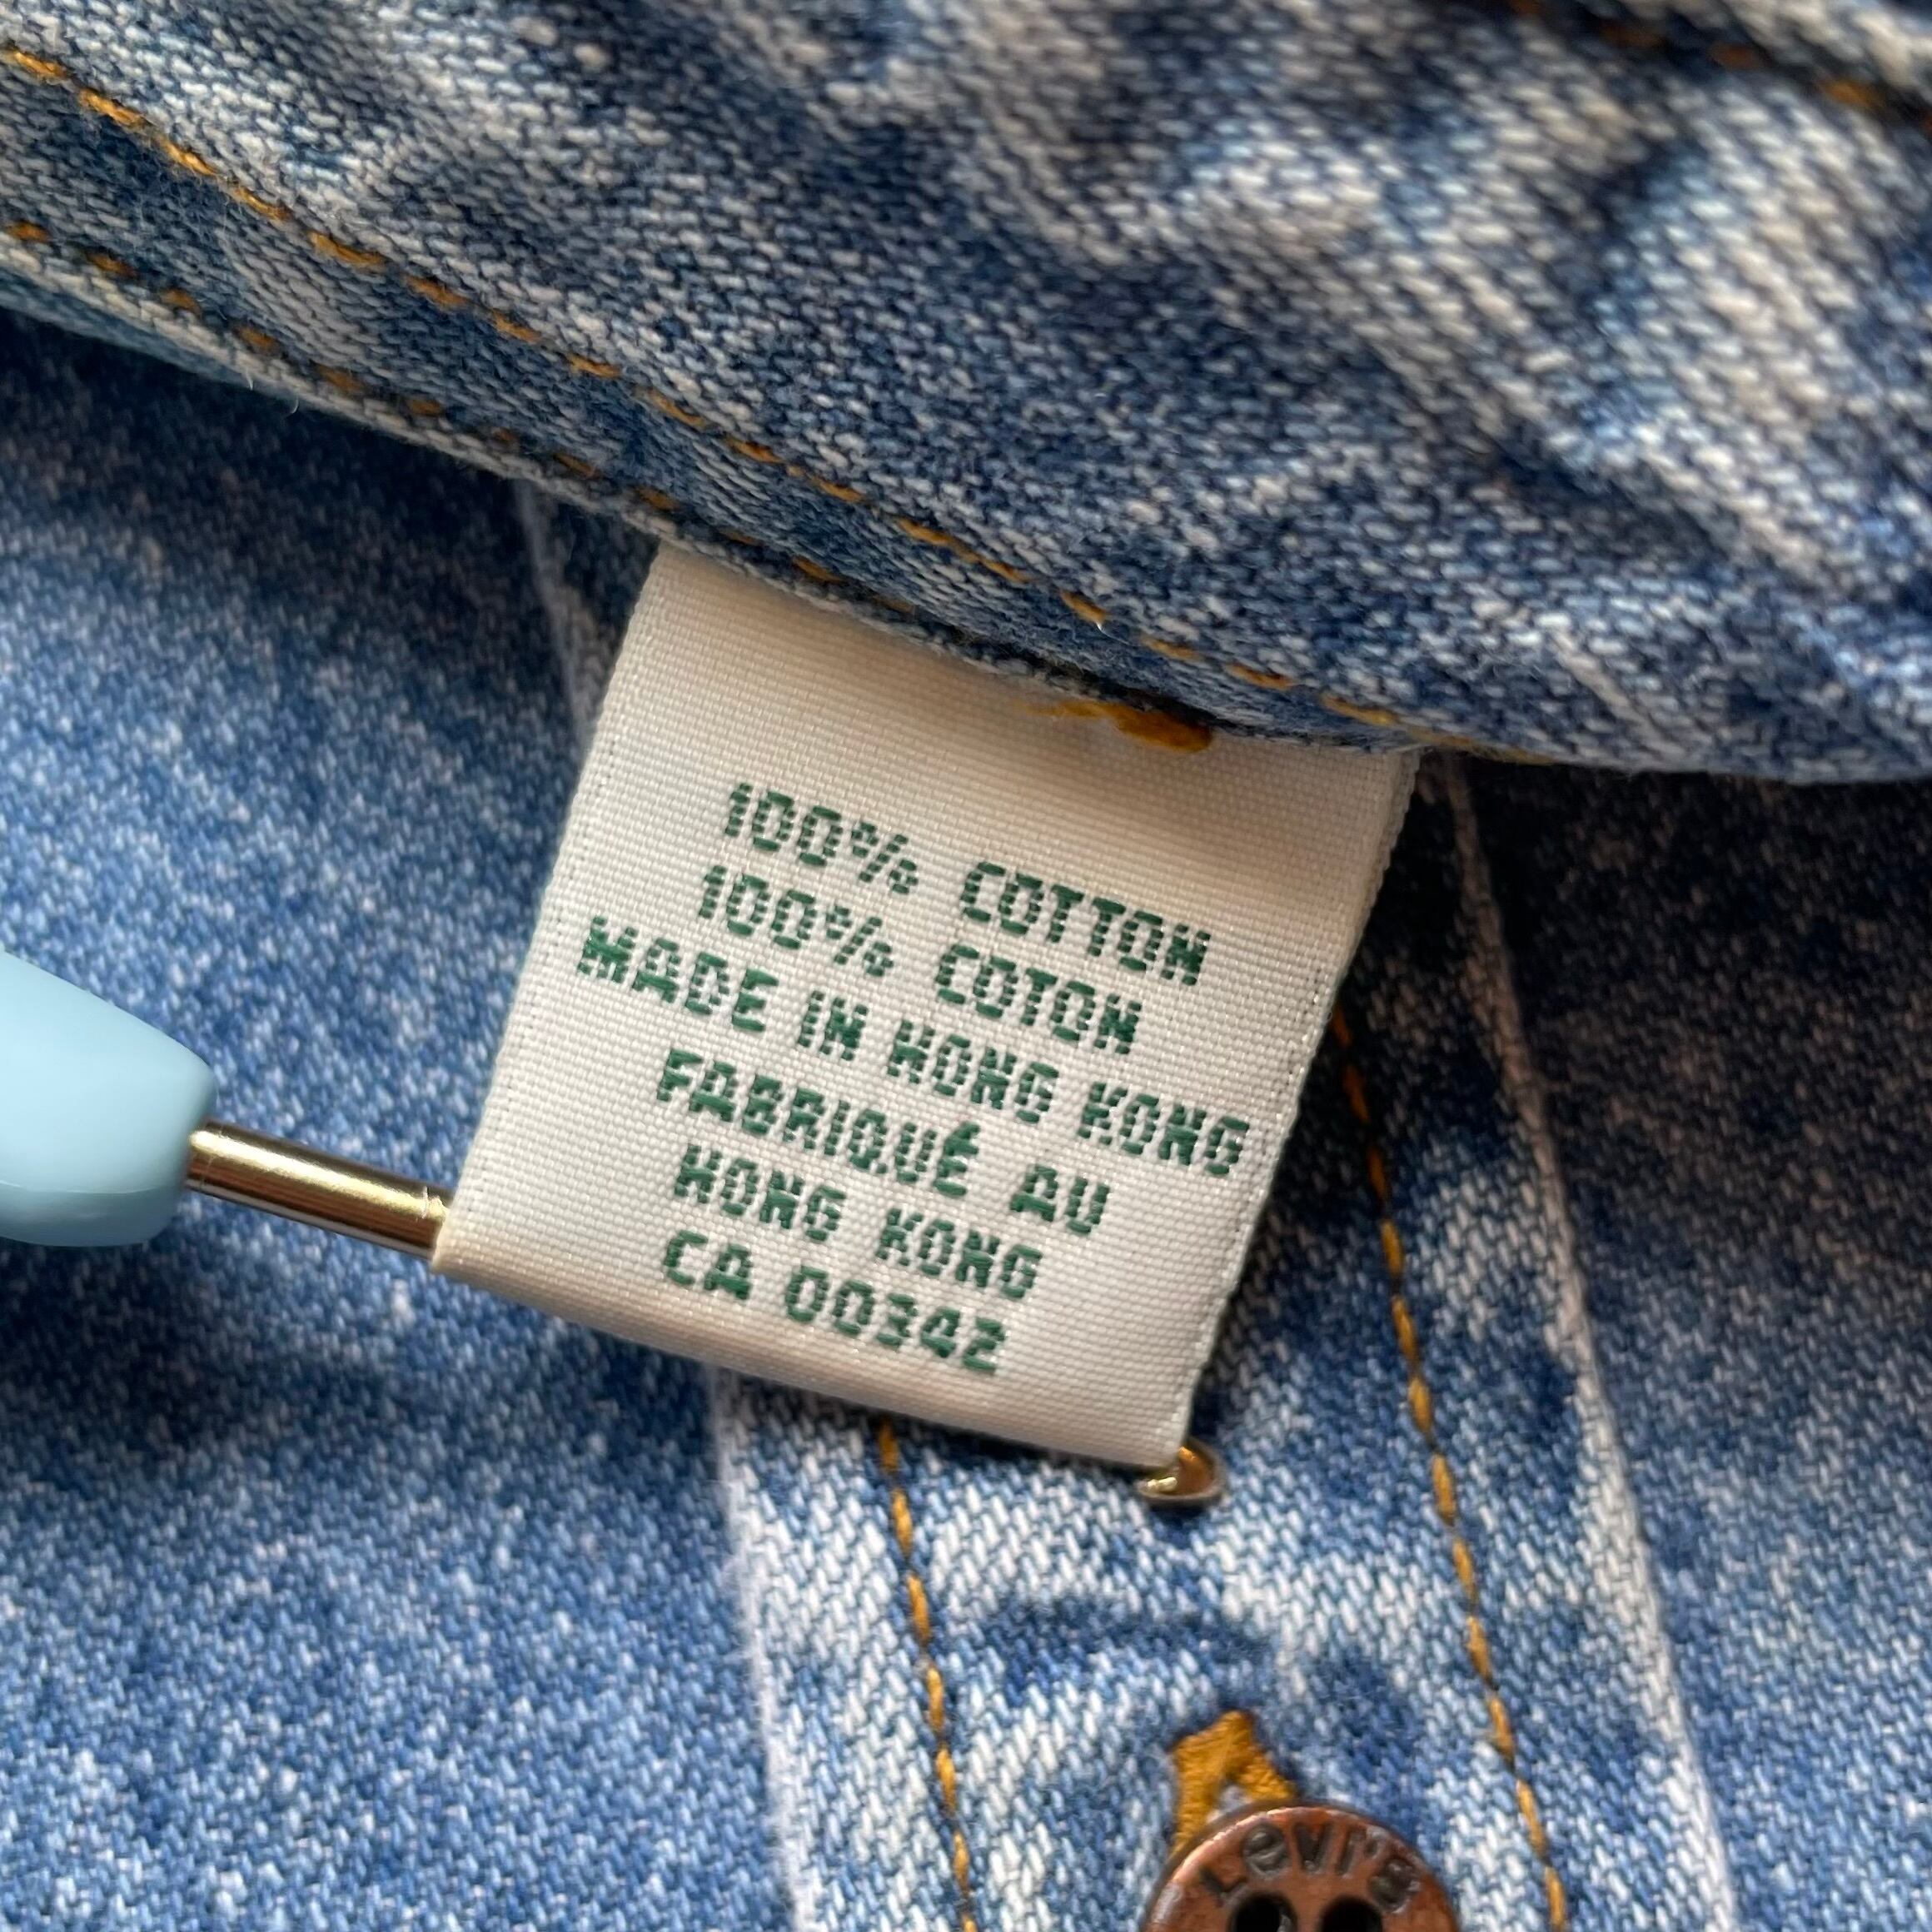 100% COTTON
100% COTON
MADE IN HONG KONG
FABRIQUÉ AU
HONG KONG
CA 00342
LEVI'S